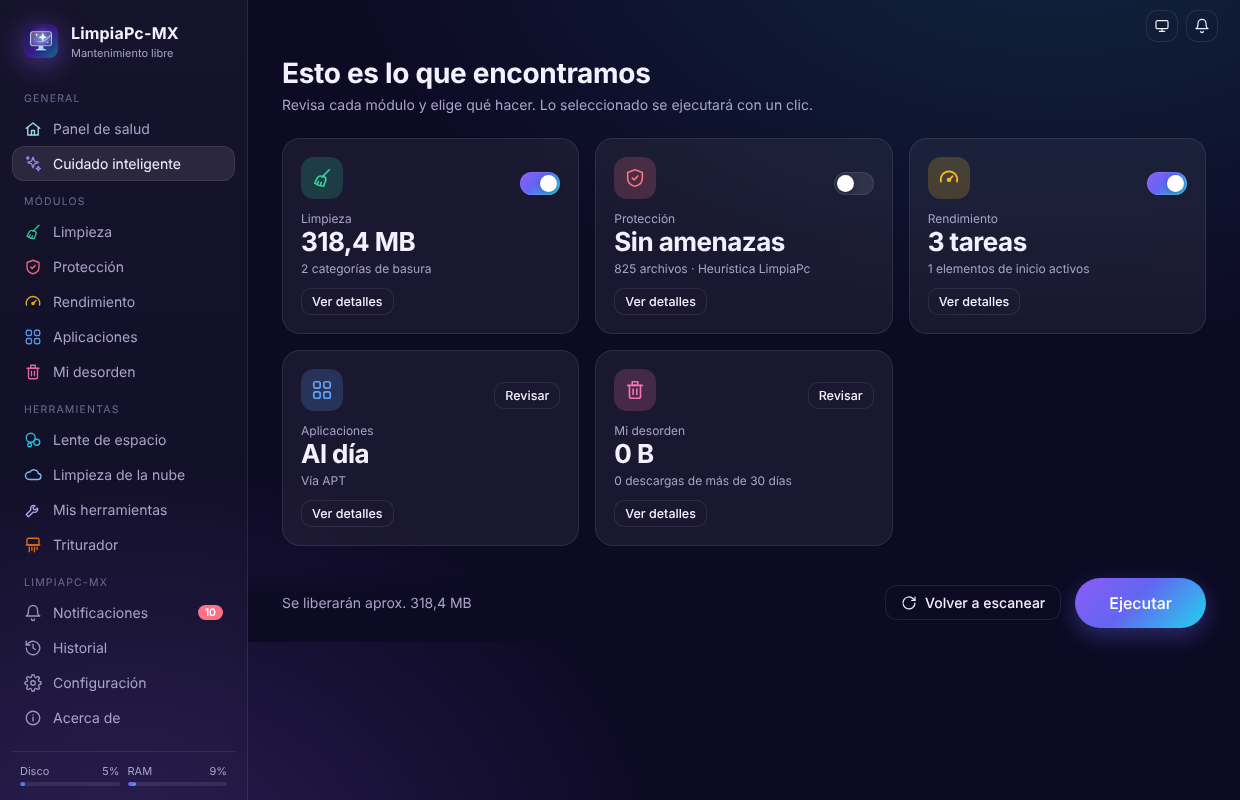 LimpiaPc-MX
Mantenimiento libre
GENERAL
Panel de salud
Cuidado inteligente
MÓDULOS
Limpieza
Protección
Rendimiento
Aplicaciones
Mi desorden
HERRAMIENTAS
Lente de espacio
Limpieza de la nube
Mis herramientas
Triturador
LIMPIAPC-MX
Notificaciones 10
Historial
Configuración
Acerca de
Disco 5% RAM 9%
Esto es lo que encontramos
Revisa cada módulo y elige qué hacer. Lo seleccionado se ejecutará con un clic.
Limpieza
318,4 MB
2 categorías de basura
Ver detalles
Protección
Sin amenazas
825 archivos · Heurística LimpiaPc
Ver detalles
Rendimiento
3 tareas
1 elementos de inicio activos
Ver detalles
Revisar
Aplicaciones
Al día
Vía APT
Ver detalles
Revisar
Mi desorden
0 B
0 descargas de más de 30 días
Ver detalles
Se liberarán aprox. 318,4 MB
Volver a escanear
Ejecutar